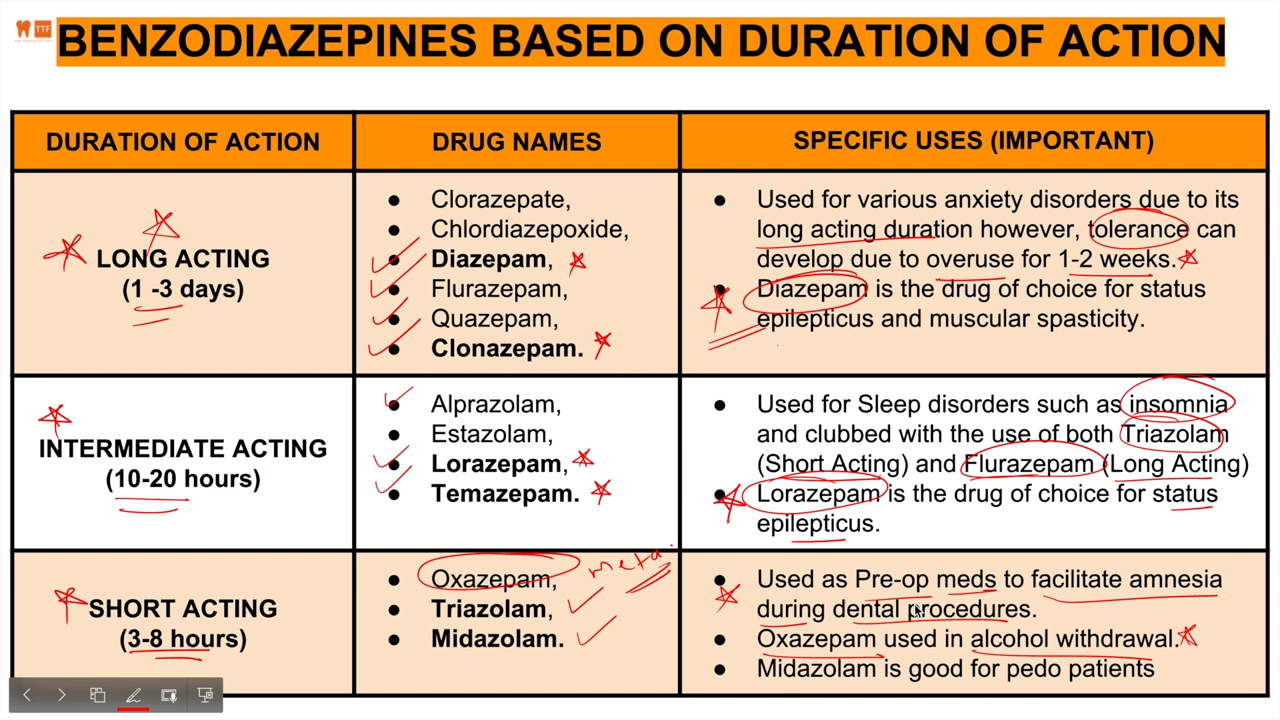 TTF
BENZODIAZEPINES BASED ON DURATION OF ACTION
DURATION OF ACTION
DRUG NAMES
SPECIFIC USES (IMPORTANT)
LONG ACTING
(1 -3 days)
● Clorazepate,
● Chlordiazepoxide,
● Diazepam,
● Flurazepam,
● Quazepam,
● Clonazepam.
● Used for various anxiety disorders due to its
long acting duration however, tolerance can
develop due to overuse for 1-2 weeks.
● Diazepam is the drug of choice for status
epilepticus and muscular spasticity.
INTERMEDIATE ACTING
(10-20 hours)
● Alprazolam,
● Estazolam,
● Lorazepam,
● Temazepam.
● Used for Sleep disorders such as insomnia
and clubbed with the use of both Triazolam
(Short Acting) and Flurazepam (Long Acting)
● Lorazepam is the drug of choice for status
epilepticus.
SHORT ACTING
(3-8 hours)
● Oxazepam,
meta.
● Triazolam,
● Midazolam.
● Used as Pre-op meds to facilitate amnesia
during dental procedures.
● Oxazepam used in alcohol withdrawal.
● Midazolam is good for pedo patients